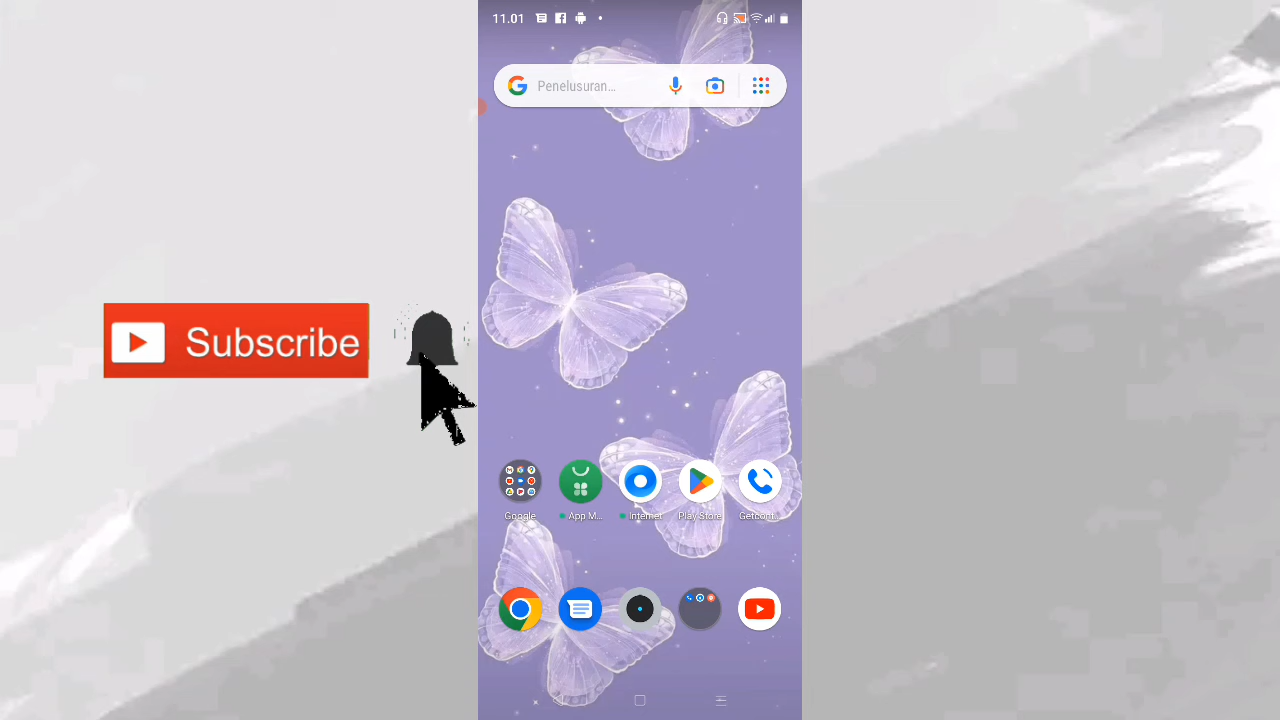 11.01
Penelusuran...
Subscribe
Google
App M...
Internet
Play Store
Getcont...